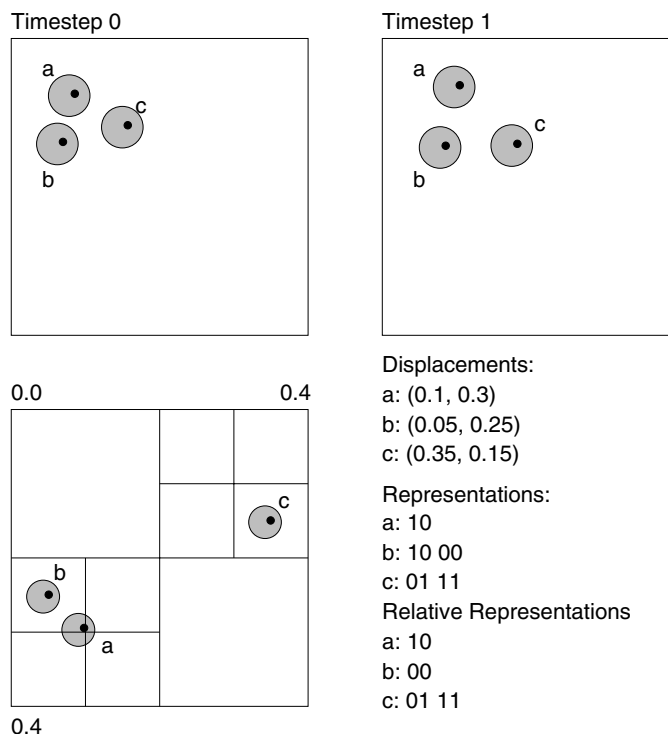 Timestep 0
a
c
b
Timestep 1
a
c
b
0.0 0.4
c
b
a
0.4
Displacements:
a: (0.1, 0.3)
b: (0.05, 0.25)
c: (0.35, 0.15)
Representations:
a: 10
b: 10 00
c: 01 11
Relative Representations
a: 10
b: 00
c: 01 11